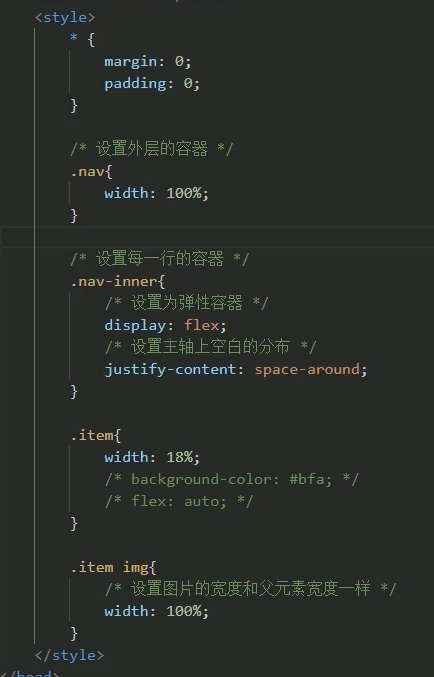 <style>
* {
margin: 0;
padding: 0;
}
/* 设置外层的容器 */
.nav{
width: 100%;
}
/* 设置每一行的容器 */
.nav-inner{
/* 设置为弹性容器 */
display: flex;
/* 设置主轴上空白的分布 */
justify-content: space-around;
}
.item{
width: 18%;
/* background-color: #bfa; */
/* flex: auto; */
}
.item img{
/* 设置图片的宽度和父元素宽度一样 */
width: 100%;
}
</style>
</head>